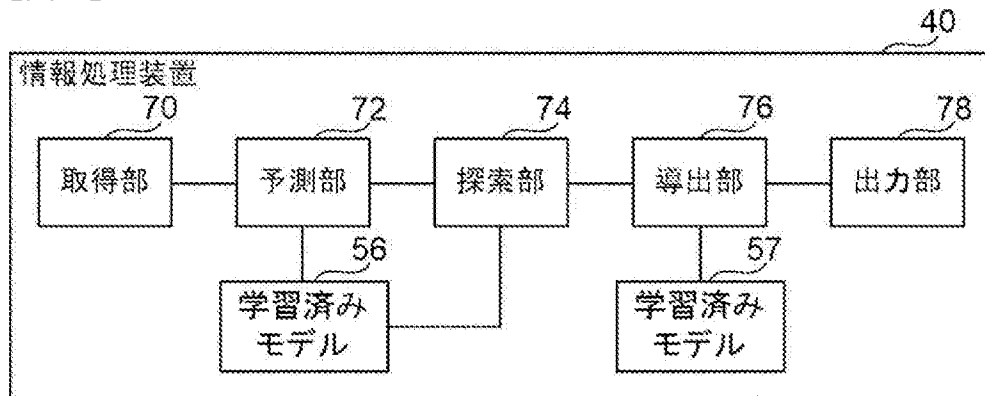 40
情報処理装置
70 72 74 76 78
取得部 予測部 探索部 導出部 出力部
56 57
学習済み 学習済み
モデル モデル